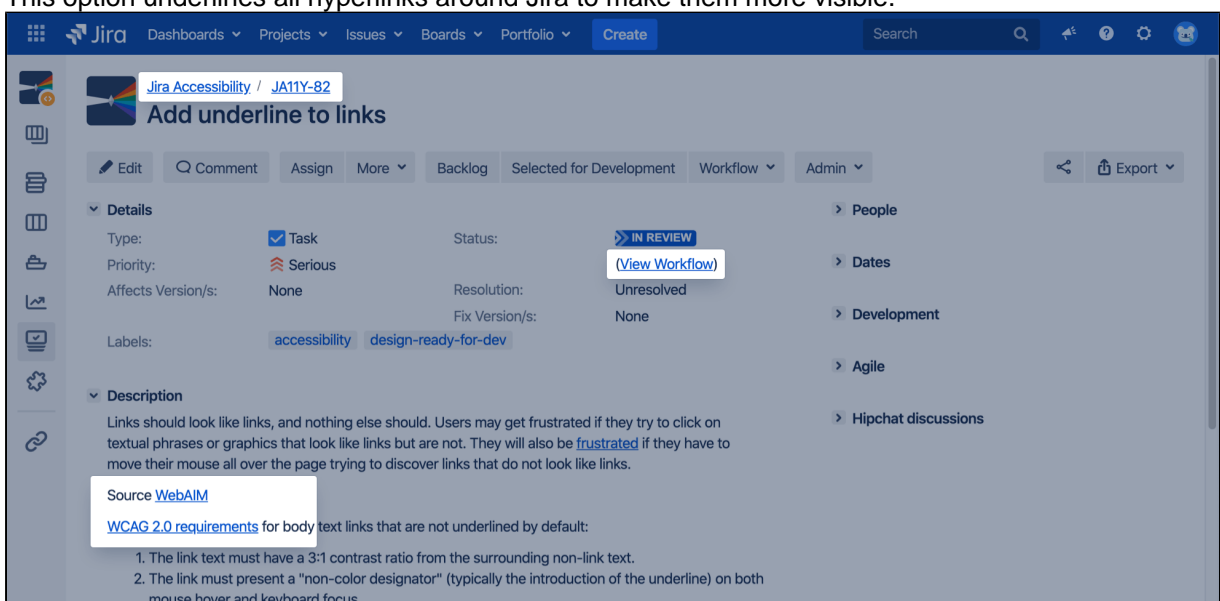 This option underlines all hyperlinks around Jira to make them more visible.
Jira Dashboards Projects Issues Boards Portfolio Create Search
Jira Accessibility / JA11Y-82
Add underline to links
Edit Comment Assign More Backlog Selected for Development Workflow Admin Export
Details
Type: Task Status: IN REVIEW
Priority: Serious (View Workflow)
Affects Version/s: None Resolution: Unresolved
Fix Version/s: None
Labels: accessibility design-ready-for-dev
Description
Links should look like links, and nothing else should. Users may get frustrated if they try to click on
textual phrases or graphics that look like links but are not. They will also be frustrated if they have to
move their mouse all over the page trying to discover links that do not look like links.
Source WebAIM
WCAG 2.0 requirements for body text links that are not underlined by default:
1. The link text must have a 3:1 contrast ratio from the surrounding non-link text.
2. The link must present a "non-color designator" (typically the introduction of the underline) on both
mouse hover and keyboard focus.
People
Dates
Development
Agile
Hipchat discussions